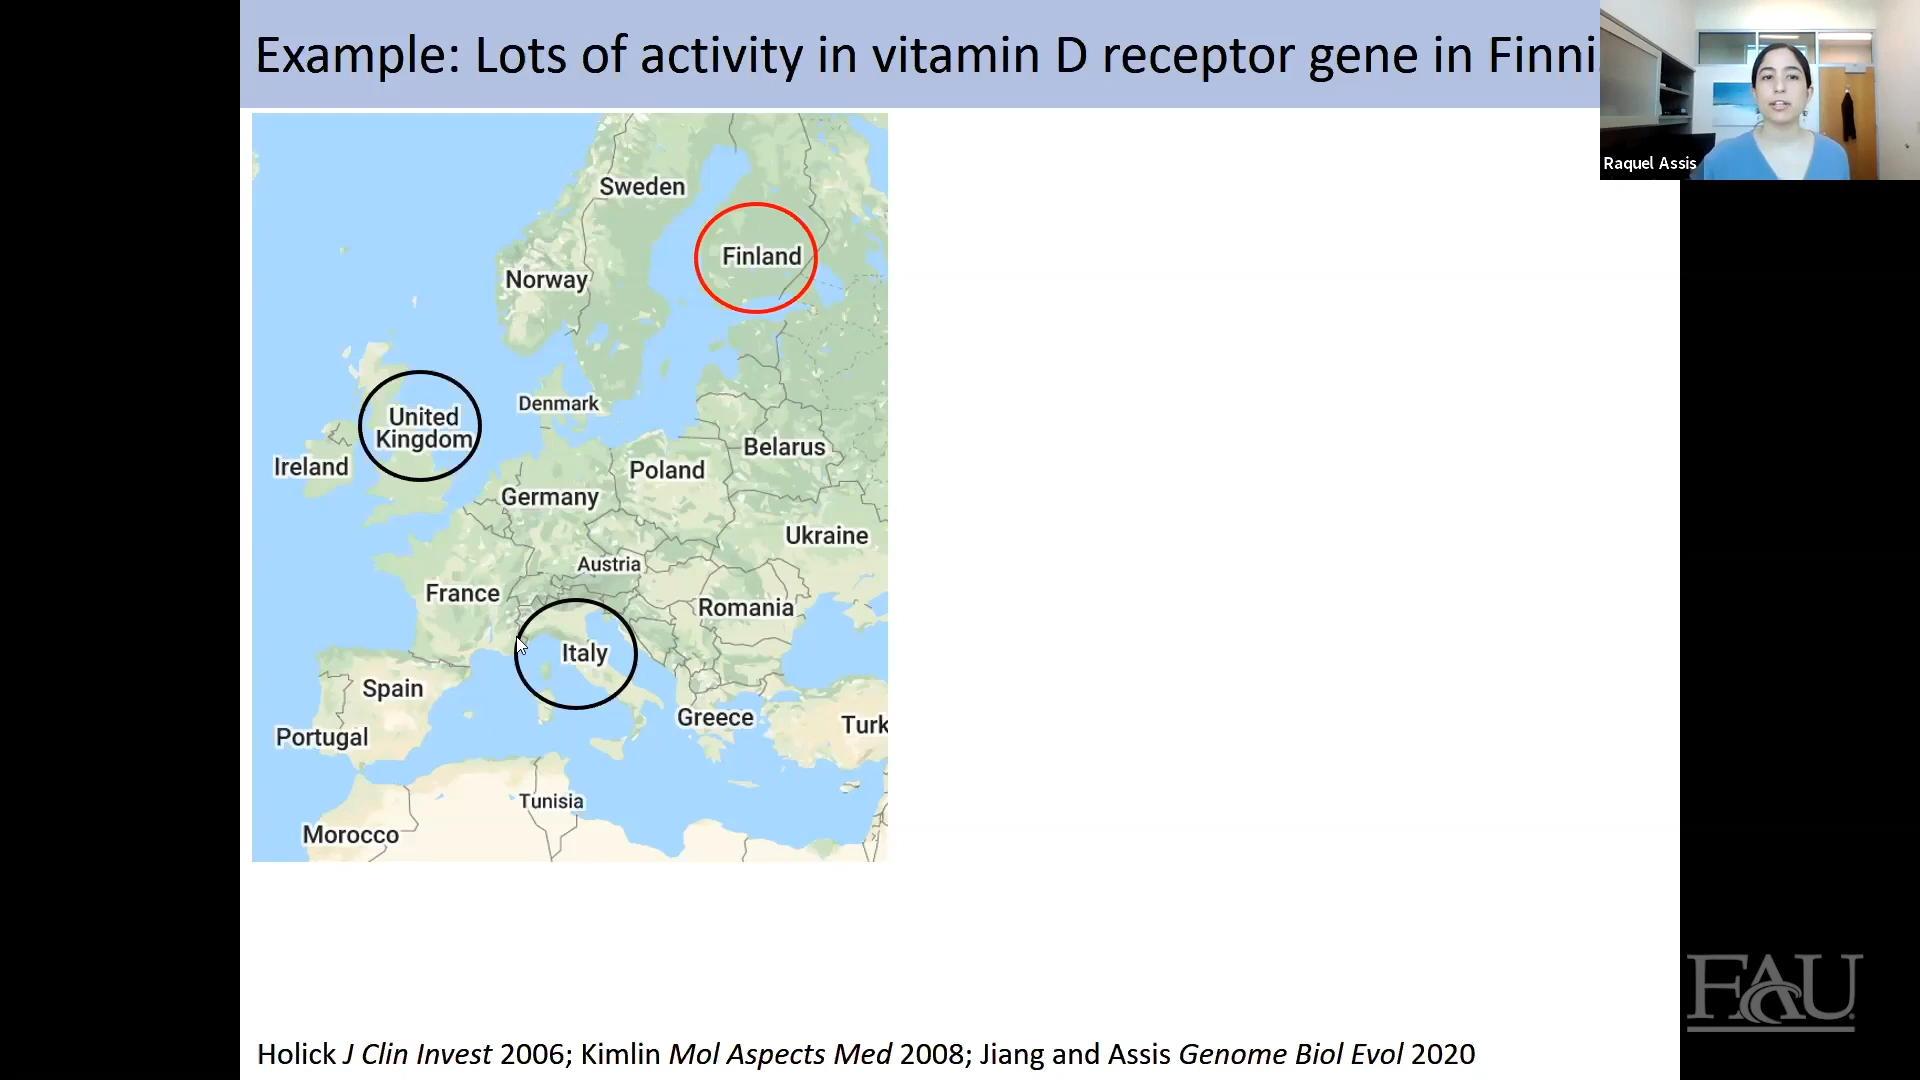 Example: Lots of activity in vitamin D receptor gene in Finni
Raquel Assis
Sweden
Finland
Norway
United
Kingdom
Denmark
Ireland
Belarus
Poland
Germany
Ukraine
Austria
France
Romania
Italy
Spain
Greece
Turk
Portugal
Tunisia
Morocco
FAU
Holick J Clin Invest 2006; Kimlin Mol Aspects Med 2008; Jiang and Assis Genome Biol Evol 2020